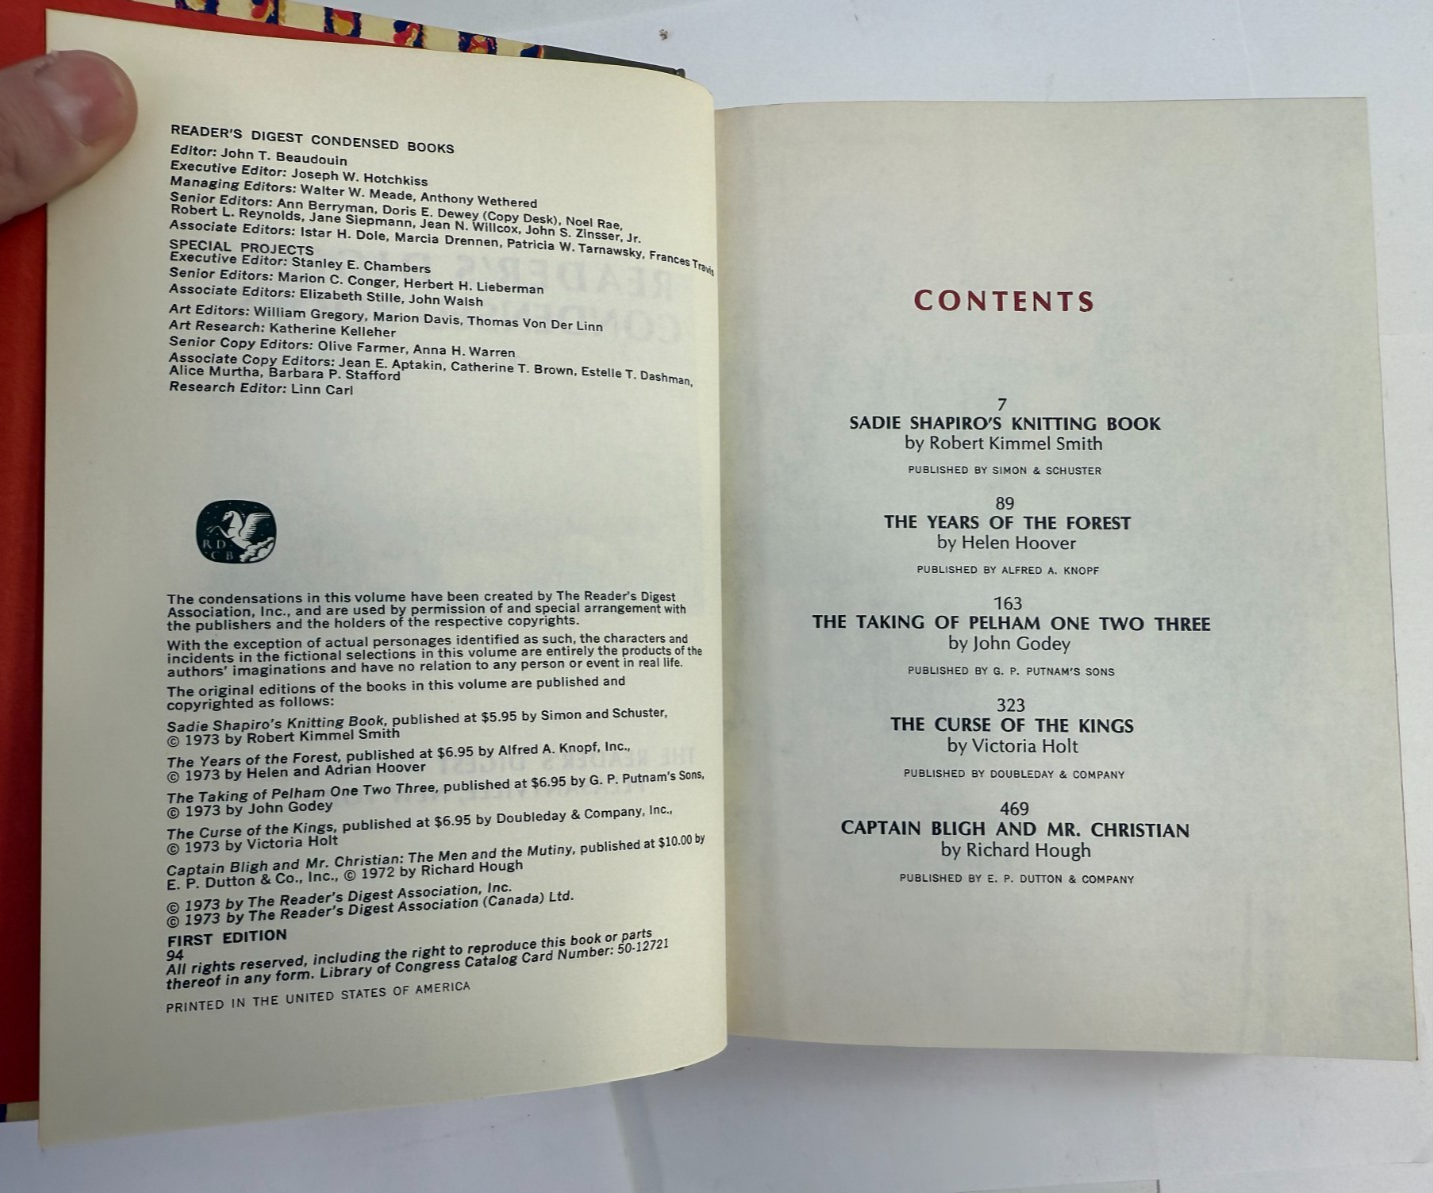 READER'S DIGEST CONDENSED BOOKS
Editor: John T. Beaudouin
Executive Editor: Joseph W. Hotchkiss
Managing Editors: Walter W. Meade, Anthony Wethered
Senior Editors: Ann Berryman, Doris E. Dewey (Copy Desk), Noel Rae,
Robert L. Reynolds, Jane Siepmann, Jean N. Willcox, John S. Zinsser, Jr.
Associate Editors: Istar H. Dole, Marcia Drennen, Patricia W. Tarnawsky, Frances Travis
SPECIAL PROJECTS
Executive Editor: Stanley E. Chambers
Senior Editors: Marion C. Conger, Herbert H. Lieberman
Associate Editors: Elizabeth Stille, John Walsh
Art Editors: William Gregory, Marion Davis, Thomas Von Der Linn
Art Research: Katherine Kelleher
Senior Copy Editors: Olive Farmer, Anna H. Warren
Associate Copy Editors: Jean E. Aptakin, Catherine T. Brown, Estelle T. Dashman,
Alice Murtha, Barbara P. Stafford
Research Editor: Linn Carl
R D
C B
The condensations in this volume have been created by The Reader's Digest
Association, Inc., and are used by permission of and special arrangement with
the publishers and the holders of the respective copyrights.
With the exception of actual personages identified as such, the characters and
incidents in the fictional selections in this volume are entirely the products of the
authors' imaginations and have no relation to any person or event in real life.
The original editions of the books in this volume are published and
copyrighted as follows:
Sadie Shapiro's Knitting Book, published at $5.95 by Simon and Schuster,
© 1973 by Robert Kimmel Smith
The Years of the Forest, published at $6.95 by Alfred A. Knopf, Inc.,
© 1973 by Helen and Adrian Hoover
The Taking of Pelham One Two Three, published at $6.95 by G. P. Putnam's Sons,
© 1973 by John Godey
The Curse of the Kings, published at $6.95 by Doubleday & Company, Inc.,
© 1973 by Victoria Holt
Captain Bligh and Mr. Christian: The Men and the Mutiny, published at $10.00 by
E. P. Dutton & Co., Inc., © 1972 by Richard Hough
© 1973 by The Reader's Digest Association, Inc.
© 1973 by The Reader's Digest Association (Canada) Ltd.
FIRST EDITION
94
All rights reserved, including the right to reproduce this book or parts
thereof in any form. Library of Congress Catalog Card Number: 50-12721
PRINTED IN THE UNITED STATES OF AMERICA
CONTENTS
7
SADIE SHAPIRO'S KNITTING BOOK
by Robert Kimmel Smith
PUBLISHED BY SIMON & SCHUSTER
89
THE YEARS OF THE FOREST
by Helen Hoover
PUBLISHED BY ALFRED A. KNOPF
163
THE TAKING OF PELHAM ONE TWO THREE
by John Godey
PUBLISHED BY G. P. PUTNAM'S SONS
323
THE CURSE OF THE KINGS
by Victoria Holt
PUBLISHED BY DOUBLEDAY & COMPANY
469
CAPTAIN BLIGH AND MR. CHRISTIAN
by Richard Hough
PUBLISHED BY E. P. DUTTON & COMPANY